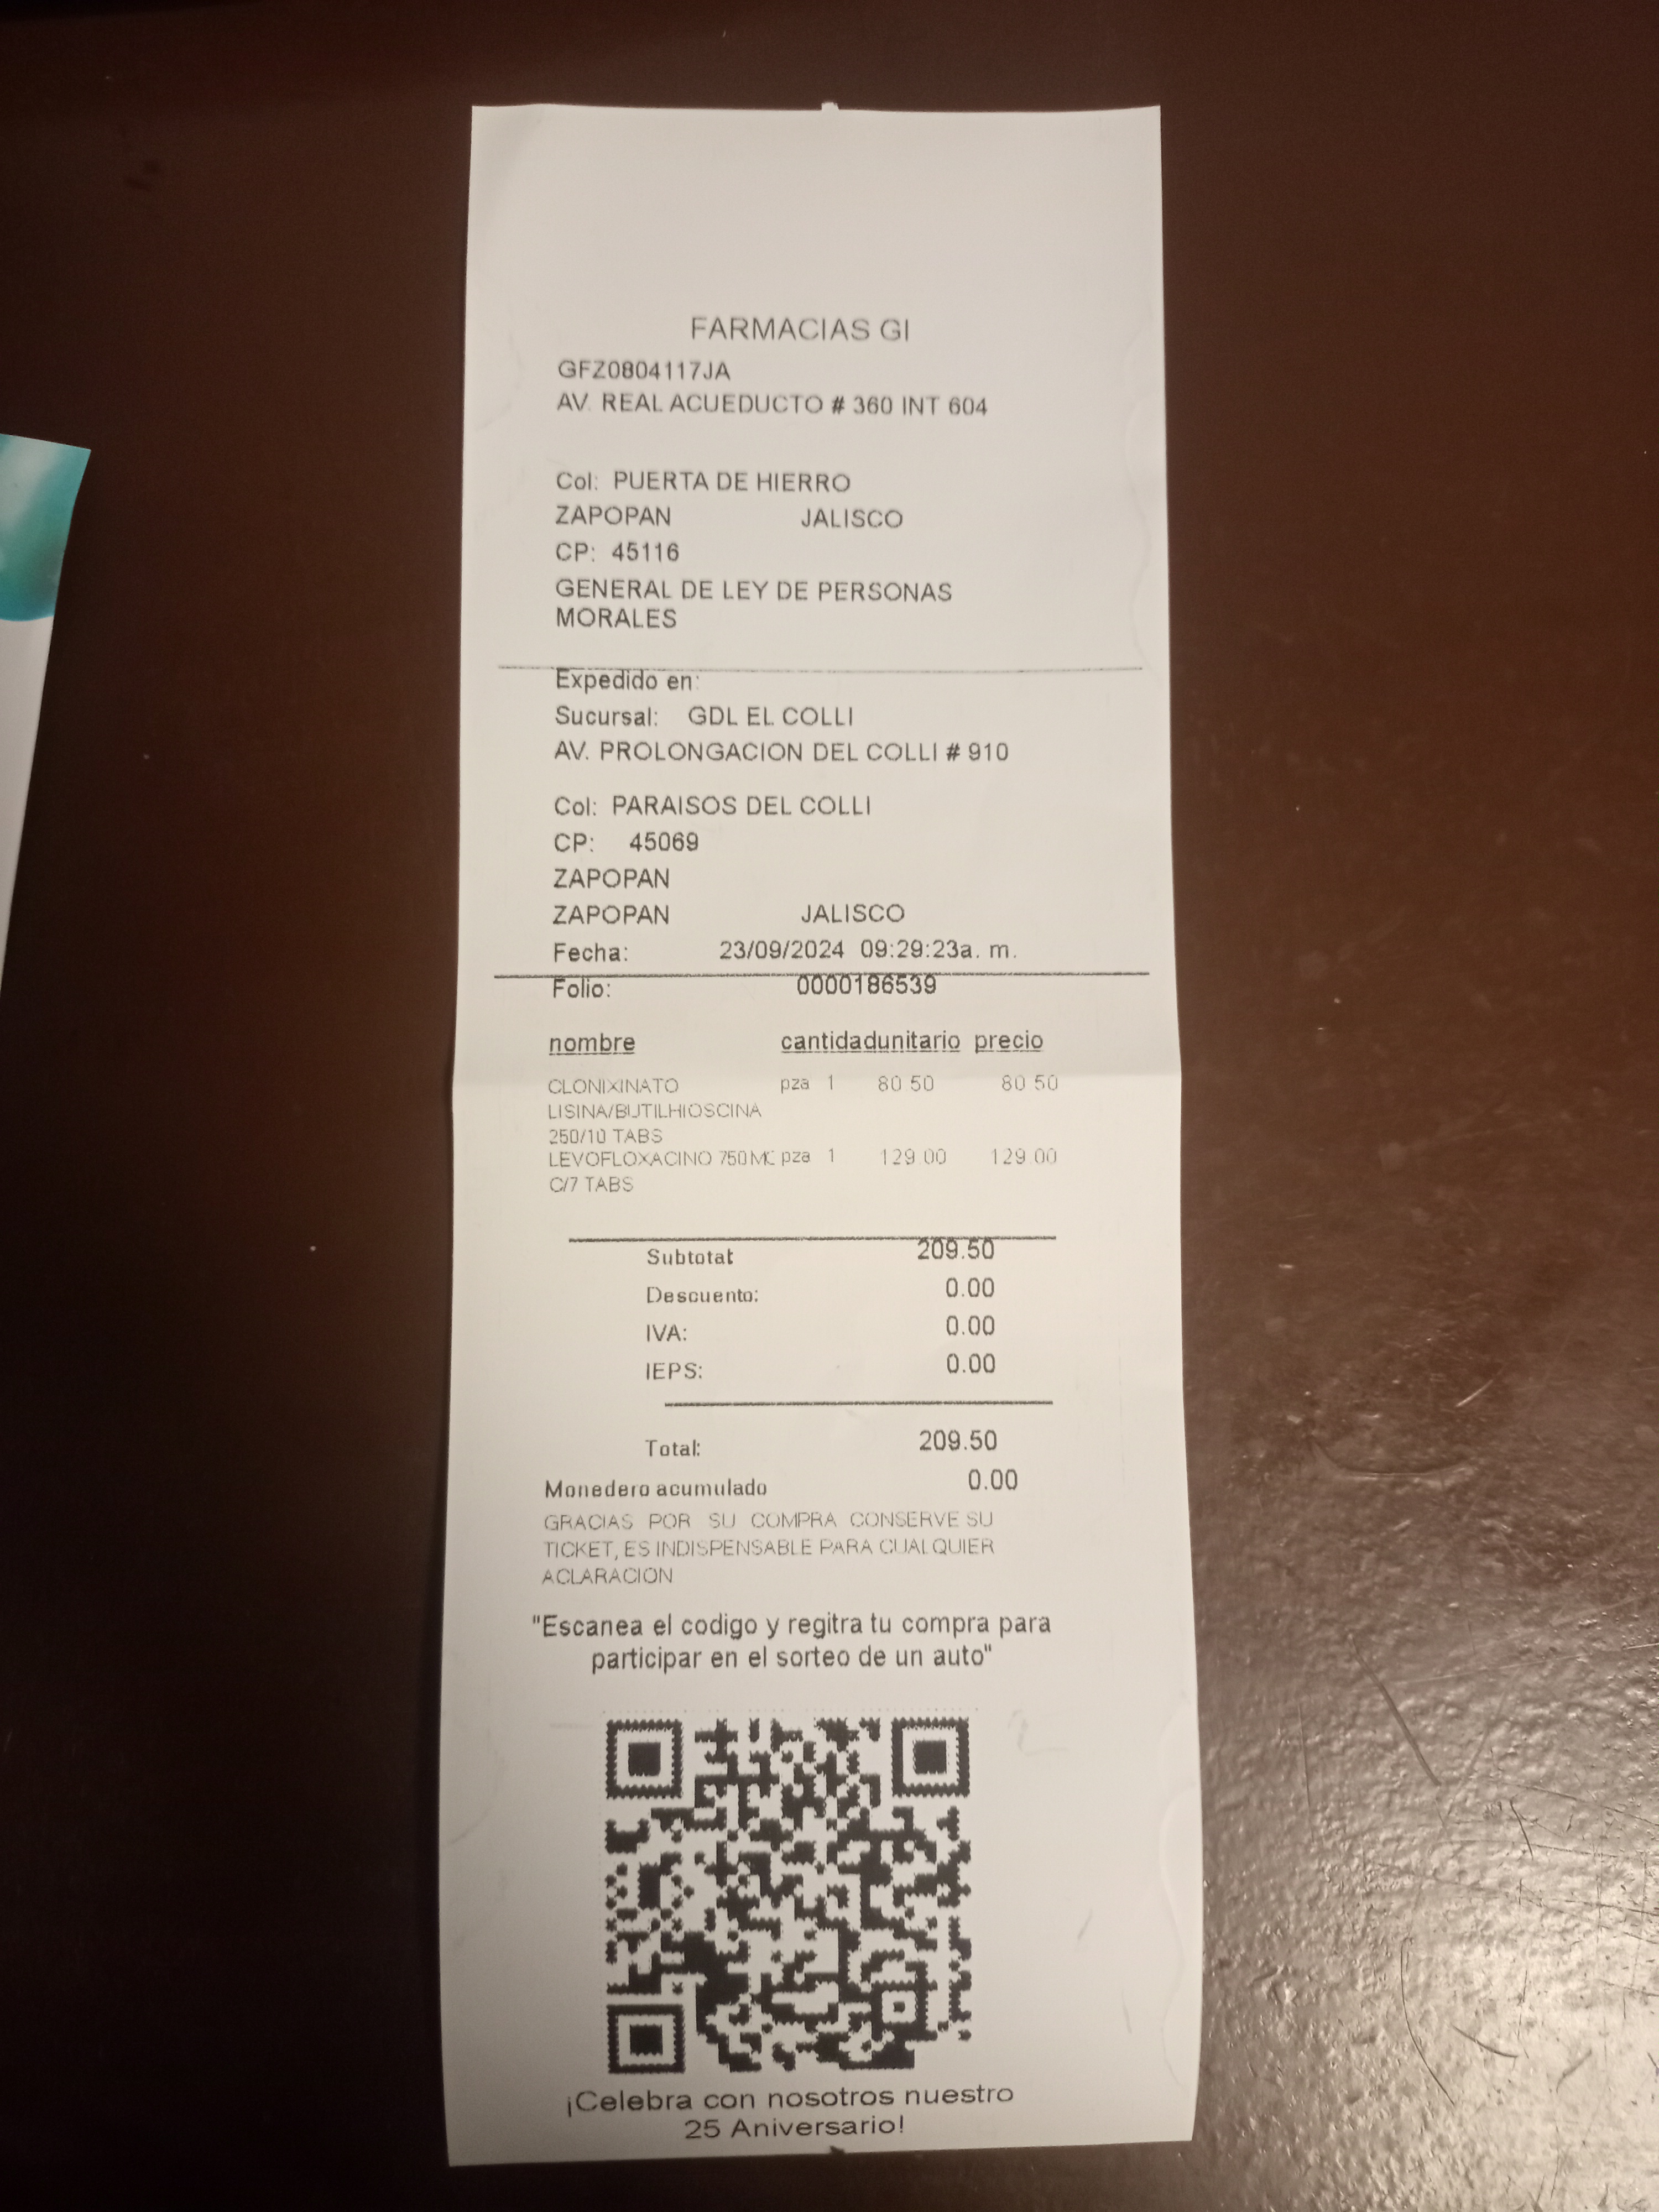 FARMACIAS GI
GFZ0804117JA
AV. REAL ACUEDUCTO # 360 INT 604
Col: PUERTA DE HIERRO
ZAPOPAN JALISCO
CP: 45116
GENERAL DE LEY DE PERSONAS
MORALES
Expedido en:
Sucursal: GDL EL COLLI
AV. PROLONGACION DEL COLLI # 910
Col: PARAISOS DEL COLLI
CP: 45069
ZAPOPAN
ZAPOPAN JALISCO
Fecha: 23/09/2024 09:29:23a. m.
Folio: 0000186539
nombre cantidadunitario precio
CLONIXINATO pza 1 80.50 80.50
LISINA/BUTILHIOSCINA
250/10 TABS
LEVOFLOXACINO 750MG pza 1 129.00 129.00
C/7 TABS
Subtotal: 209.50
Descuento: 0.00
IVA: 0.00
IEPS: 0.00
Total: 209.50
Monedero acumulado 0.00
GRACIAS POR SU COMPRA CONSERVE SU
TICKET, ES INDISPENSABLE PARA CUALQUIER
ACLARACION
"Escanea el codigo y regitra tu compra para
participar en el sorteo de un auto"
¡Celebra con nosotros nuestro
25 Aniversario!